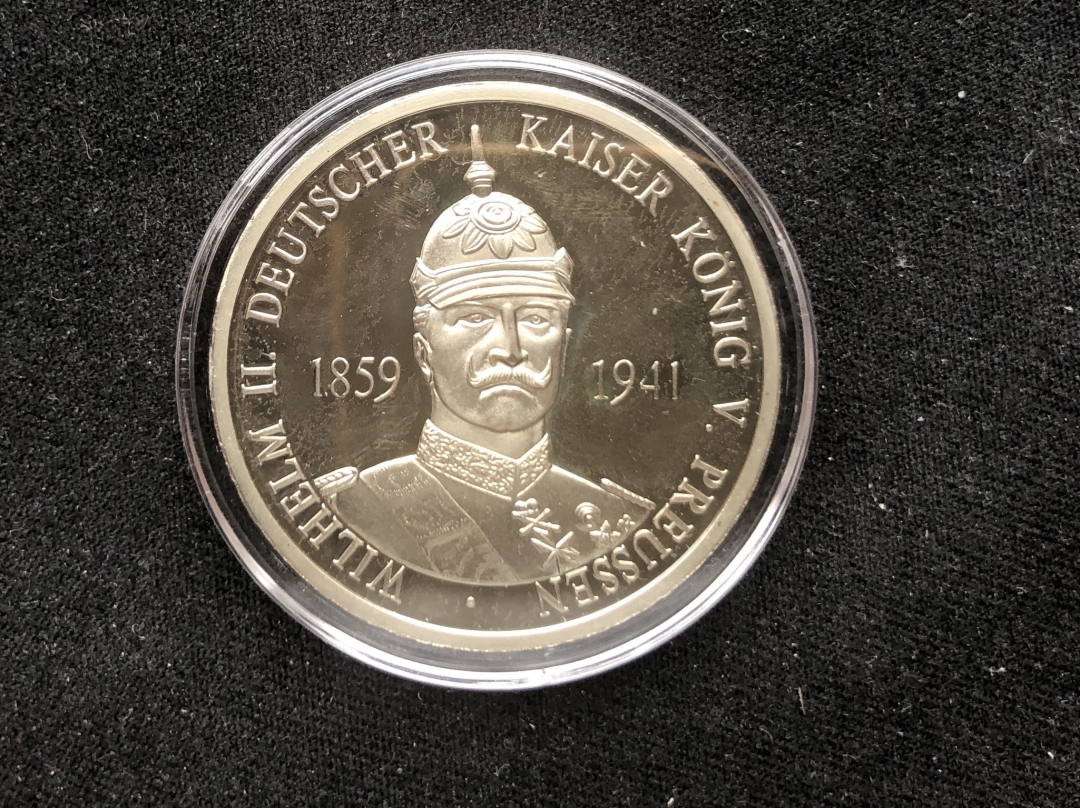 WILHELM II. DEUTSCHER KAISER KÖNIG V. PREUSSEN
1859 1941